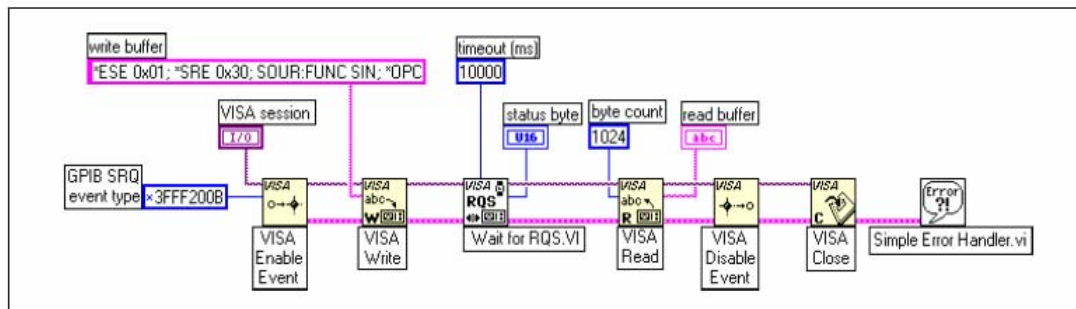 write buffer
*ESE 0x01; *SRE 0x30; SOUR:FUNC SIN; *OPC
timeout (ms)
10000
VISA session
I/O
status byte
U16
byte count
1024
read buffer
abc
GPIB SRQ
event type
×3FFF200B
VISA
VISA
abc
W
VISA
RQS
VISA
abc
R
VISA
VISA
C
Error
?!
VISA
Enable
Event
VISA
Write
Wait for RQS.VI
VISA
Read
VISA
Disable
Event
VISA
Close
Simple Error Handler.vi